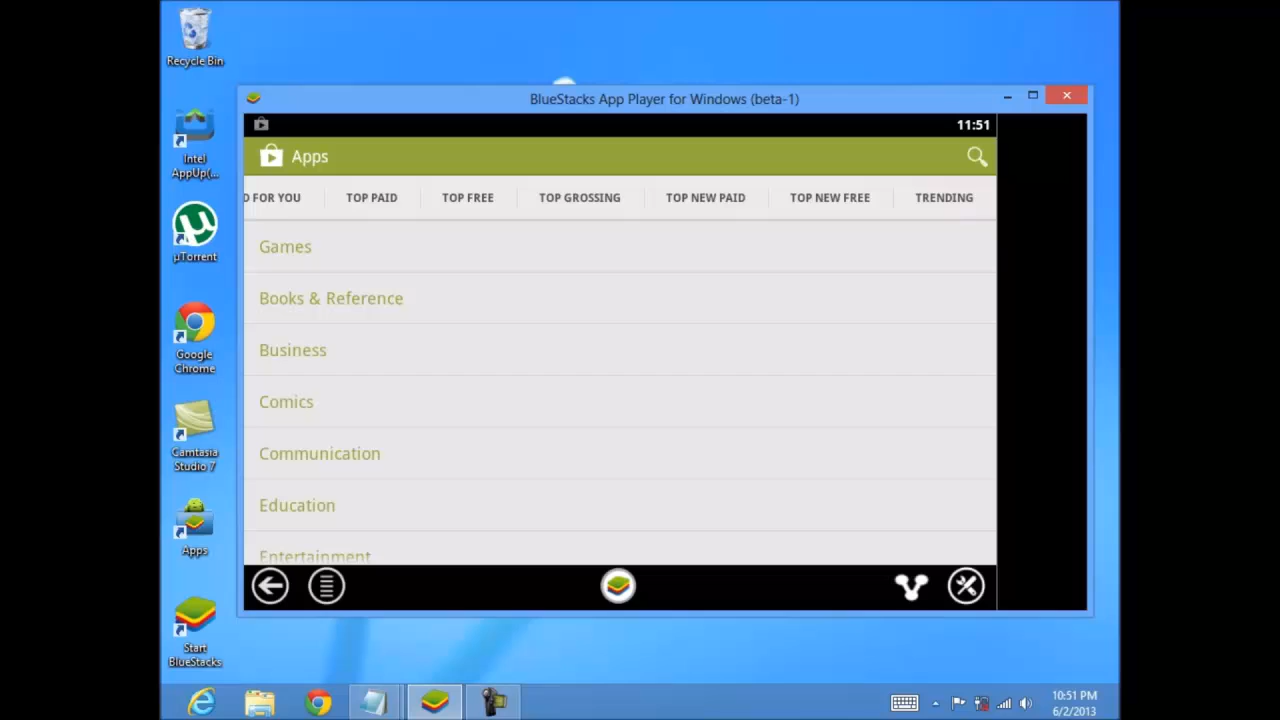 Recycle Bin
Intel
AppUp(...
µTorrent
Google
Chrome
Camtasia
Studio 7
Apps
Start
BlueStacks
BlueStacks App Player for Windows (beta-1)
11:51
Apps
D FOR YOU TOP PAID TOP FREE TOP GROSSING TOP NEW PAID TOP NEW FREE TRENDING
Games
Books & Reference
Business
Comics
Communication
Education
Entertainment
10:51 PM
6/2/2013